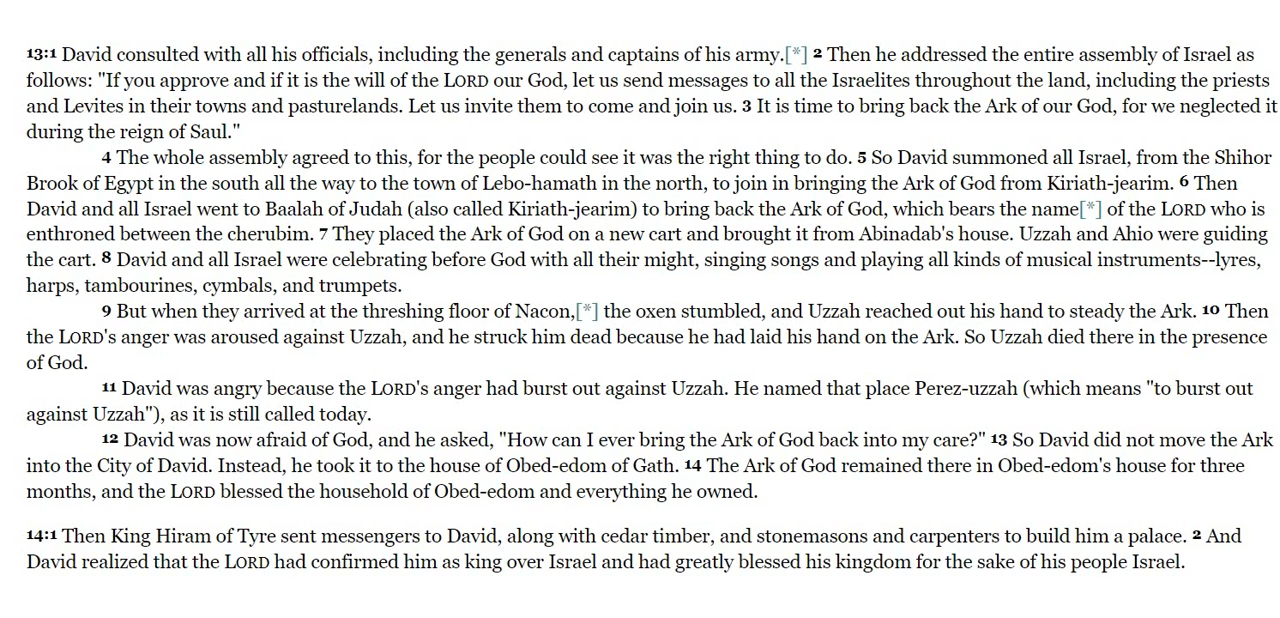 13:1 David consulted with all his officials, including the generals and captains of his army.[*] 2 Then he addressed the entire assembly of Israel as
follows: "If you approve and if it is the will of the LORD our God, let us send messages to all the Israelites throughout the land, including the priests
and Levites in their towns and pasturelands. Let us invite them to come and join us. 3 It is time to bring back the Ark of our God, for we neglected it
during the reign of Saul."
4 The whole assembly agreed to this, for the people could see it was the right thing to do. 5 So David summoned all Israel, from the Shihor
Brook of Egypt in the south all the way to the town of Lebo-hamath in the north, to join in bringing the Ark of God from Kiriath-jearim. 6 Then
David and all Israel went to Baalah of Judah (also called Kiriath-jearim) to bring back the Ark of God, which bears the name[*] of the LORD who is
enthroned between the cherubim. 7 They placed the Ark of God on a new cart and brought it from Abinadab's house. Uzzah and Ahio were guiding
the cart. 8 David and all Israel were celebrating before God with all their might, singing songs and playing all kinds of musical instruments--lyres,
harps, tambourines, cymbals, and trumpets.
9 But when they arrived at the threshing floor of Nacon,[*] the oxen stumbled, and Uzzah reached out his hand to steady the Ark. 10 Then
the LORD's anger was aroused against Uzzah, and he struck him dead because he had laid his hand on the Ark. So Uzzah died there in the presence
of God.
11 David was angry because the LORD's anger had burst out against Uzzah. He named that place Perez-uzzah (which means "to burst out
against Uzzah"), as it is still called today.
12 David was now afraid of God, and he asked, "How can I ever bring the Ark of God back into my care?" 13 So David did not move the Ark
into the City of David. Instead, he took it to the house of Obed-edom of Gath. 14 The Ark of God remained there in Obed-edom's house for three
months, and the LORD blessed the household of Obed-edom and everything he owned.
14:1 Then King Hiram of Tyre sent messengers to David, along with cedar timber, and stonemasons and carpenters to build him a palace. 2 And
David realized that the LORD had confirmed him as king over Israel and had greatly blessed his kingdom for the sake of his people Israel.